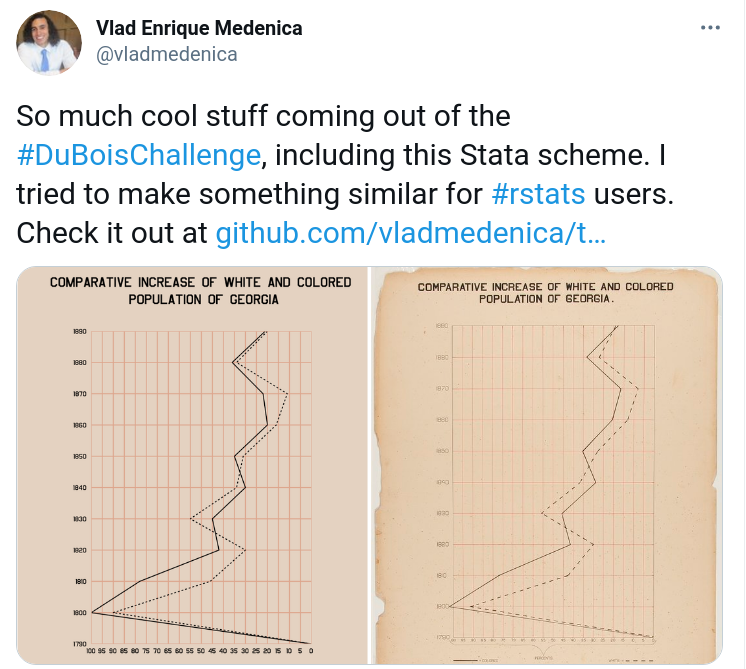 Vlad Enrique Medenica
@vladmedenica
So much cool stuff coming out of the
#DuBoisChallenge, including this Stata scheme. I
tried to make something similar for #rstats users.
Check it out at github.com/vladmedenica/t...
COMPARATIVE INCREASE OF WHITE AND COLORED
POPULATION OF GEORGIA
1890
1880
1870
1860
1850
1840
1830
1820
1810
1800
1790
100 95 90 85 80 75 70 65 60 55 50 45 40 35 30 25 20 15 10 5 0
COMPARATIVE INCREASE OF WHITE AND COLORED
POPULATION OF GEORGIA.
1890
1880
1870
1860
1850
1840
1830
1820
1810
1800
1790